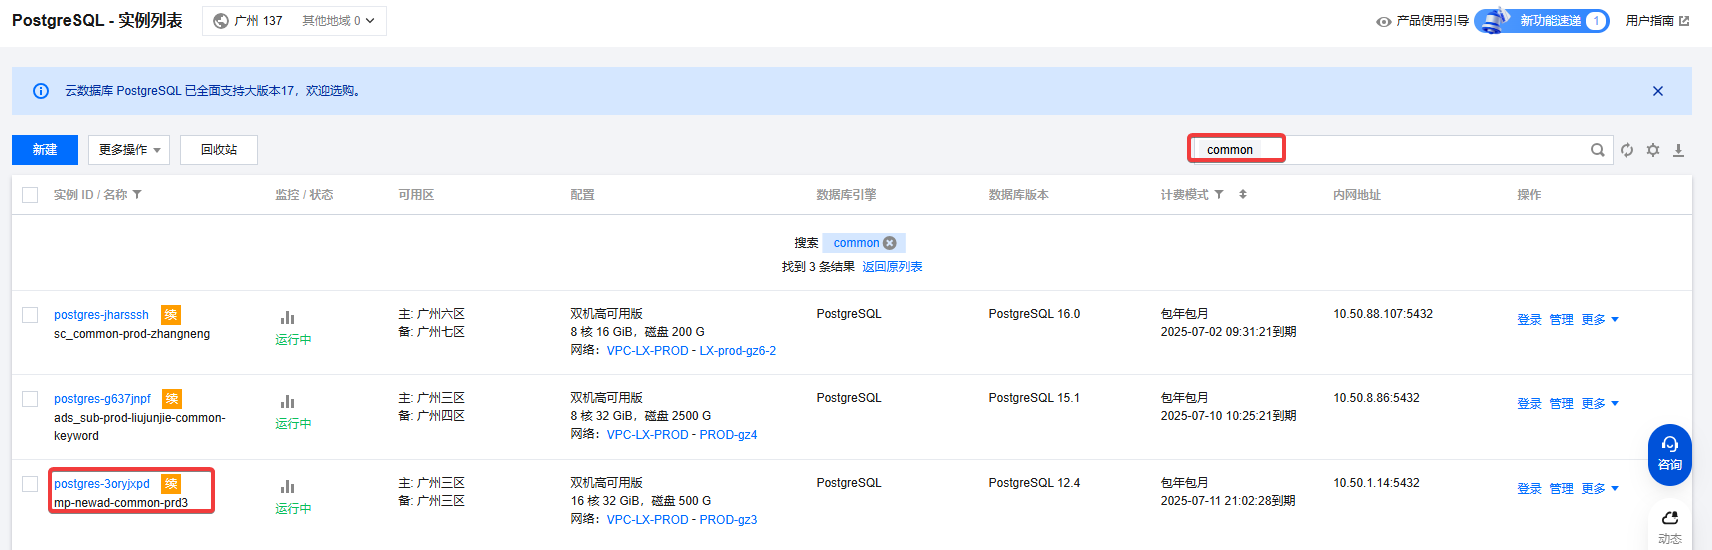 PostgreSQL - 实例列表
广州 137
其他地域 0
产品使用引导
新功能速递
1
用户指南
云数据库 PostgreSQL 已全面支持大版本17，欢迎选购。
新建
更多操作
回收站
common
实例 ID / 名称
监控 / 状态
可用区
配置
数据库引擎
数据库版本
计费模式
内网地址
操作
搜索 common
找到 3 条结果 返回原列表
postgres-jharsssh 续
sc_common-prod-zhangneng
运行中
主: 广州六区
备: 广州七区
双机高可用版
8 核 16 GiB，磁盘 200 G
网络：VPC-LX-PROD - LX-prod-gz6-2
PostgreSQL
PostgreSQL 16.0
包年包月
2025-07-02 09:31:21到期
10.50.88.107:5432
登录 管理 更多
postgres-g637jnpf 续
ads_sub-prod-liujunjie-common-
keyword
运行中
主: 广州三区
备: 广州四区
双机高可用版
8 核 32 GiB，磁盘 2500 G
网络：VPC-LX-PROD - PROD-gz4
PostgreSQL
PostgreSQL 15.1
包年包月
2025-07-10 10:25:21到期
10.50.8.86:5432
登录 管理 更多
postgres-3oryjxpd 续
mp-newad-common-prd3
运行中
主: 广州三区
备: 广州三区
双机高可用版
16 核 32 GiB，磁盘 500 G
网络：VPC-LX-PROD - PROD-gz3
PostgreSQL
PostgreSQL 12.4
包年包月
2025-07-11 21:02:28到期
10.50.1.14:5432
登录 管理 更多
咨询
动态